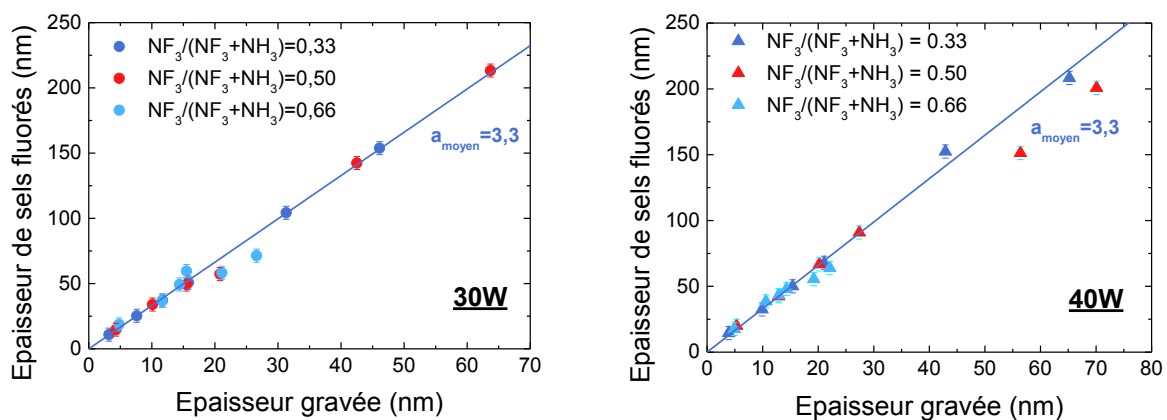 250
200
150
100
50
0
Epaisseur de sels fluorés (nm)
NF3/(NF3+NH3)=0,33
NF3/(NF3+NH3)=0,50
NF3/(NF3+NH3)=0,66
amoyen=3,3
30W
0 10 20 30 40 50 60 70
Epaisseur gravée (nm)
250
200
150
100
50
0
Epaisseur de sels fluorés (nm)
NF3/(NF3+NH3) = 0.33
NF3/(NF3+NH3) = 0.50
NF3/(NF3+NH3) = 0.66
amoyen=3,3
40W
0 10 20 30 40 50 60 70 80
Epaisseur gravée (nm)